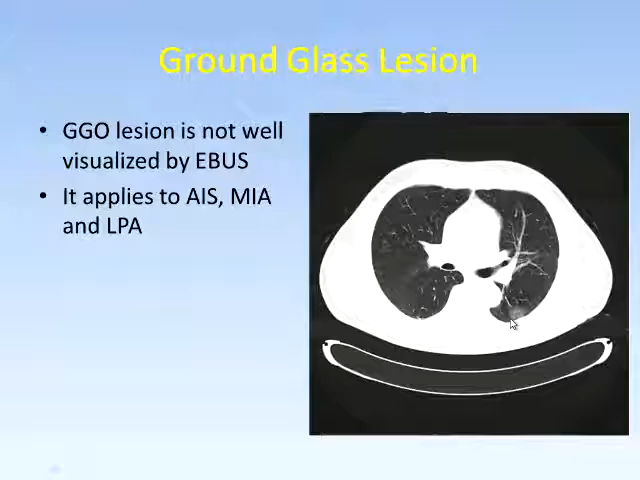 Ground Glass Lesion
• GGO lesion is not well
visualized by EBUS
• It applies to AIS, MIA
and LPA